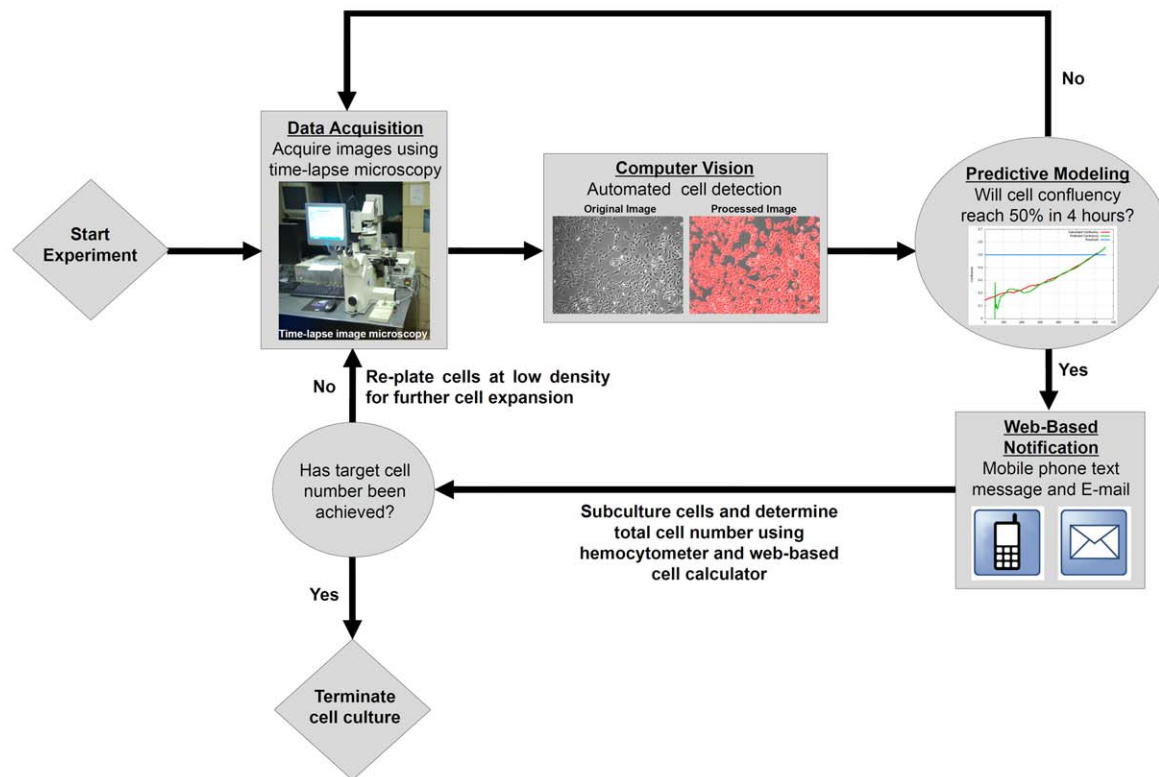 No
Data Acquisition
Acquire images using
time-lapse microscopy
Time-lapse image microscopy
Start
Experiment
Computer Vision
Automated cell detection
Original Image
Processed Image
Predictive Modeling
Will cell confluency
reach 50% in 4 hours?
Yes
No
Re-plate cells at low density
for further cell expansion
Web-Based
Notification
Mobile phone text
message and E-mail
Has target cell
number been
achieved?
Subculture cells and determine
total cell number using
hemocytometer and web-based
cell calculator
Yes
Terminate
cell culture